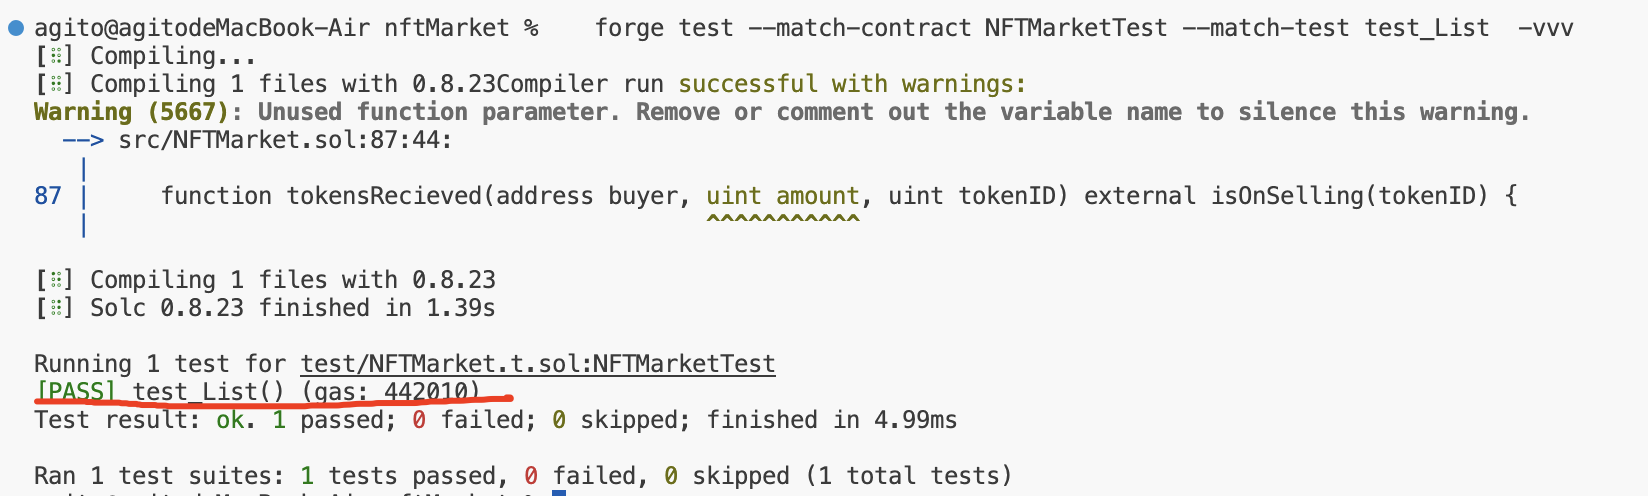 agito@agitodeMacBook-Air nftMarket %    forge test --match-contract NFTMarketTest --match-test test_List  -vvv
[⠿] Compiling...
[⠿] Compiling 1 files with 0.8.23Compiler run successful with warnings:
Warning (5667): Unused function parameter. Remove or comment out the variable name to silence this warning.
  --> src/NFTMarket.sol:87:44:
   |
87 |     function tokensRecieved(address buyer, uint amount, uint tokenID) external isOnSelling(tokenID) {
   |                                            ^^^^^^^^^^^
[⠿] Compiling 1 files with 0.8.23
[⠿] Solc 0.8.23 finished in 1.39s
Running 1 test for test/NFTMarket.t.sol:NFTMarketTest
[PASS] test_List() (gas: 442010)
Test result: ok. 1 passed; 0 failed; 0 skipped; finished in 4.99ms
Ran 1 test suites: 1 tests passed, 0 failed, 0 skipped (1 total tests)